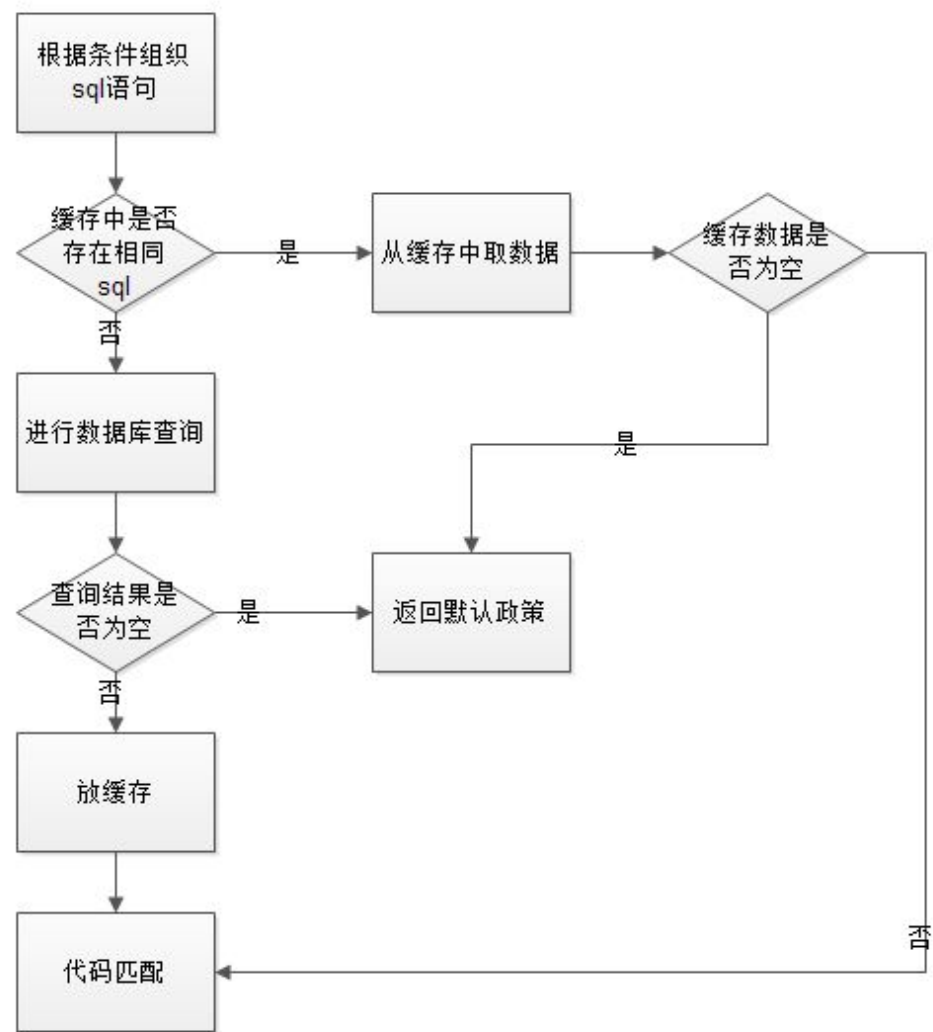 根据条件组织
sql语句
缓存中是否
存在相同
sql
是
从缓存中取数据
缓存数据是
否为空
否
进行数据库查询
是
查询结果是
否为空
是
返回默认政策
否
放缓存
否
代码匹配